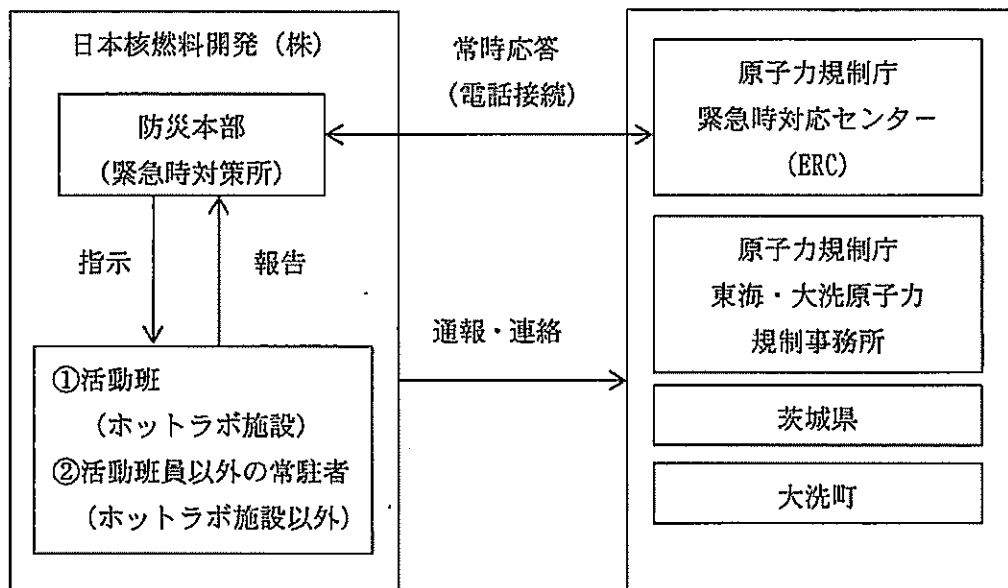 日本核燃料開発（株）
防災本部
（緊急時対策所）
指示
報告
①活動班
（ホットラボ施設）
②活動班員以外の常駐者
（ホットラボ施設以外）
常時応答
（電話接続）
通報・連絡
原子力規制庁
緊急時対応センター
(ERC)
原子力規制庁
東海・大洗原子力
規制事務所
茨城県
大洗町